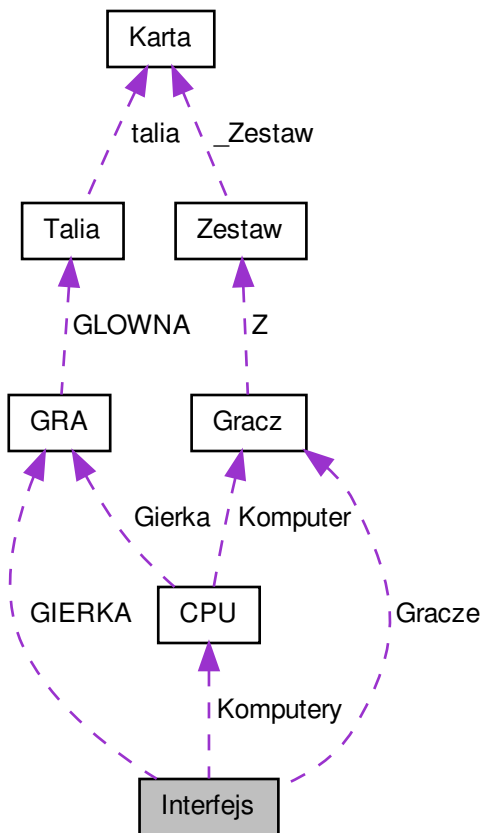 Karta
talia
_Zestaw
Talia
Zestaw
GLOWNA
Z
GRA
Gracz
Gierka
Komputer
GIERKA
CPU
Gracze
Komputery
Interfejs